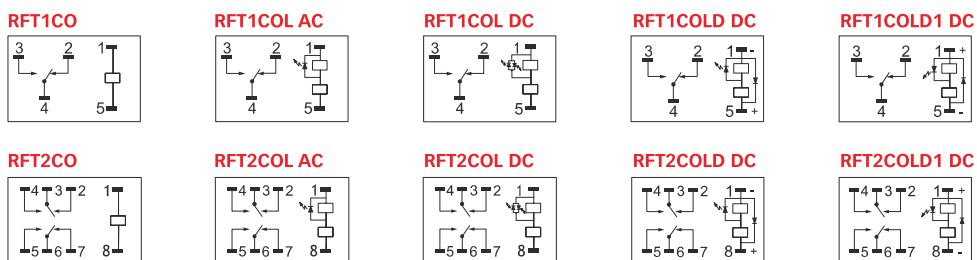 RFT1CO RFT1COL AC RFT1COL DC RFT1COLD DC RFT1COLD1 DC
3 2 1 3 2 1 3 2 1 3 2 1 - 3 2 1 +
4 5 4 5 4 5 4 5 + 4 5 -
RFT2CO RFT2COL AC RFT2COL DC RFT2COLD DC RFT2COLD1 DC
4 3 2 1 4 3 2 1 4 3 2 1 4 3 2 1 - 4 3 2 1 +
5 6 7 8 5 6 7 8 5 6 7 8 5 6 7 8 + 5 6 7 8 -